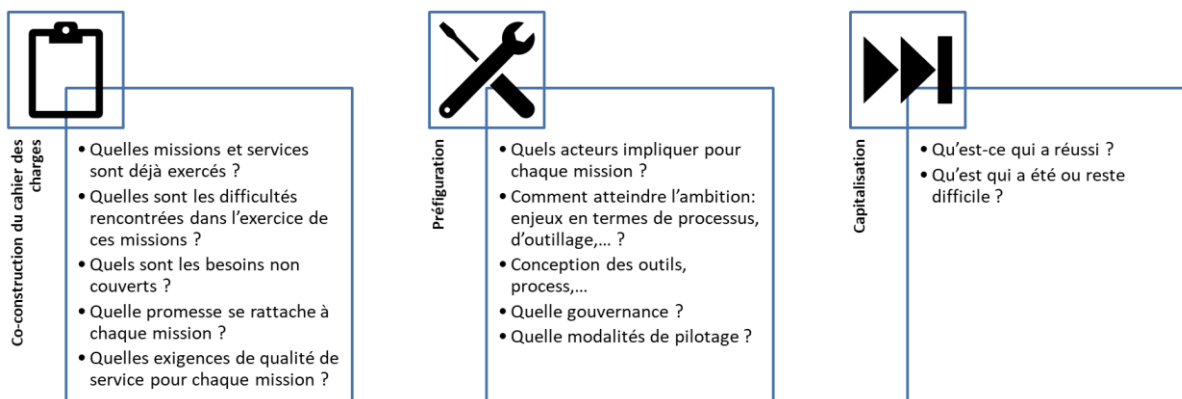 Co-construction du cahier des
charges
• Quelles missions et services
sont déjà exercés ?
• Quelles sont les difficultés
rencontrées dans l'exercice de
ces missions ?
• Quels sont les besoins non
couverts ?
• Quelle promesse se rattache à
chaque mission ?
• Quelles exigences de qualité de
service pour chaque mission ?
Préfiguration
• Quels acteurs impliquer pour
chaque mission ?
• Comment atteindre l'ambition:
enjeux en termes de processus,
d'outillage,... ?
• Conception des outils,
process,...
• Quelle gouvernance ?
• Quelle modalités de pilotage ?
Capitalisation
• Qu'est-ce qui a réussi ?
• Qu'est qui a été ou reste
difficile ?